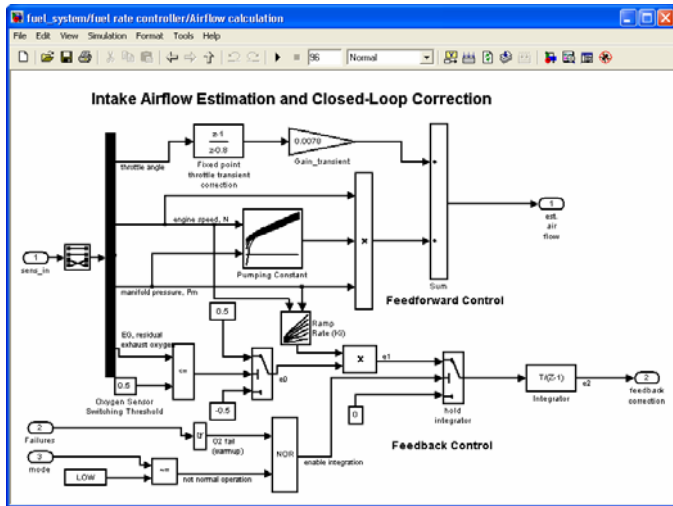 fuel_system/fuel rate controller/Airflow calculation
File Edit View Simulation Format Tools Help
96 Normal
Intake Airflow Estimation and Closed-Loop Correction
z-1
z-0.8
0.0078
throttle angle
Fixed point
throttle transient
correction
Gain_transient
engine speed, N
1
est.
air
flow
1
sens_in
Pumping Constant
x
Sum
manifold pressure, Pm
Feedforward Control
0.5
Ramp
Rate (Ki)
EG, residual
exhaust oxygen
<=
e0
x
e1
0.5
Oxygen Sensor
Switching Threshold
-0.5
0
hold
integrator
T/(Z-1)
Integrator
e2
2
feedback
correction
2
Failures
O2 fail
(warmup)
NOR
enable integration
Feedback Control
3
mode
LOW
==
not normal operation